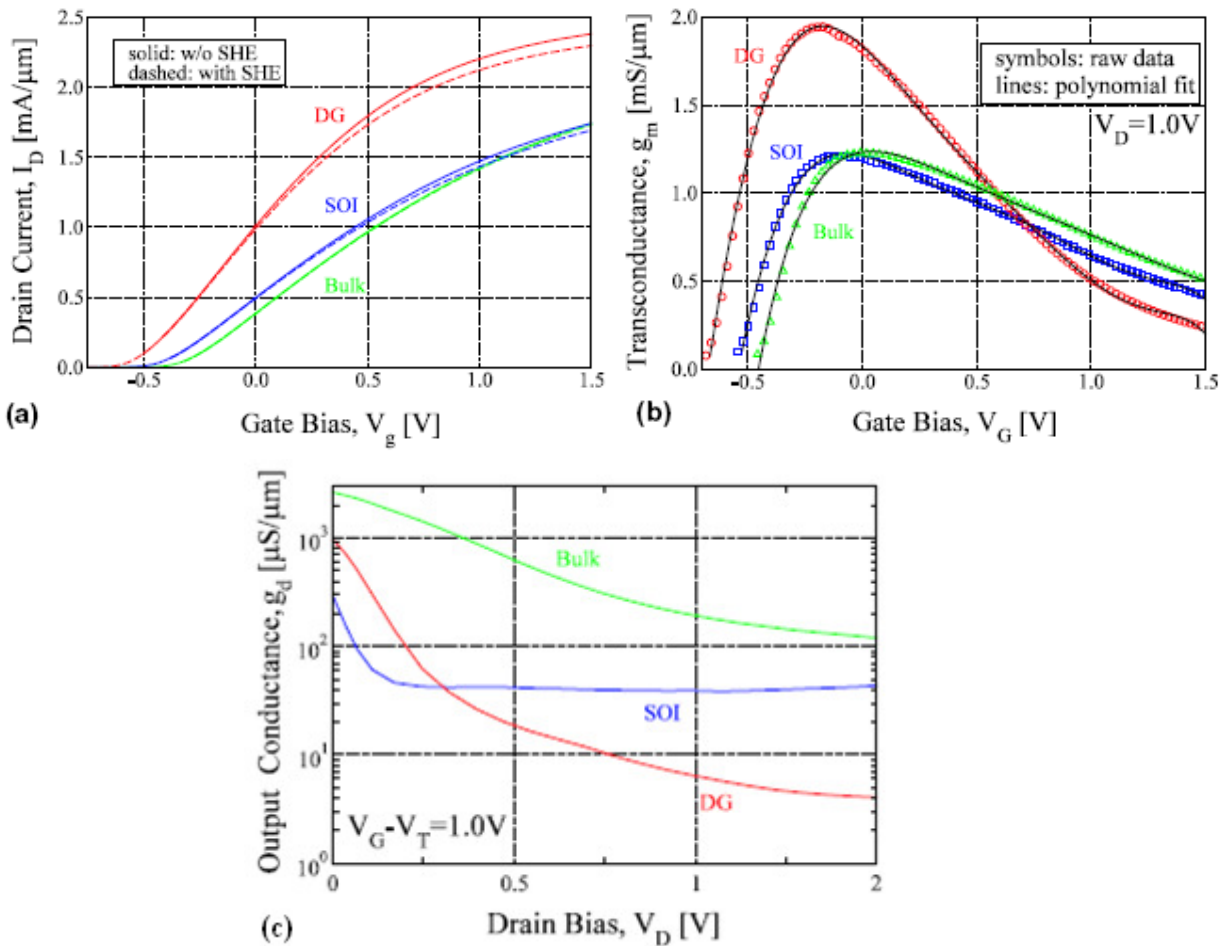 2.5
2.0
1.5
1.0
0.5
0.0
Drain Current, I_D [mA/μm]
solid: w/o SHE
dashed: with SHE
DG
SOI
Bulk
-0.5
0.0
0.5
1.0
1.5
Gate Bias, V_g [V]
(a)
2.0
1.5
1.0
0.5
0.0
Transconductance, g_m [mS/μm]
DG
symbols: raw data
lines: polynomial fit
V_D=1.0V
SOI
Bulk
-0.5
0.0
0.5
1.0
1.5
Gate Bias, V_G [V]
(b)
10^3
10^2
10^1
10^0
Output Conductance, g_d [μS/μm]
Bulk
SOI
DG
V_G-V_T=1.0V
0
0.5
1
2
Drain Bias, V_D [V]
(c)